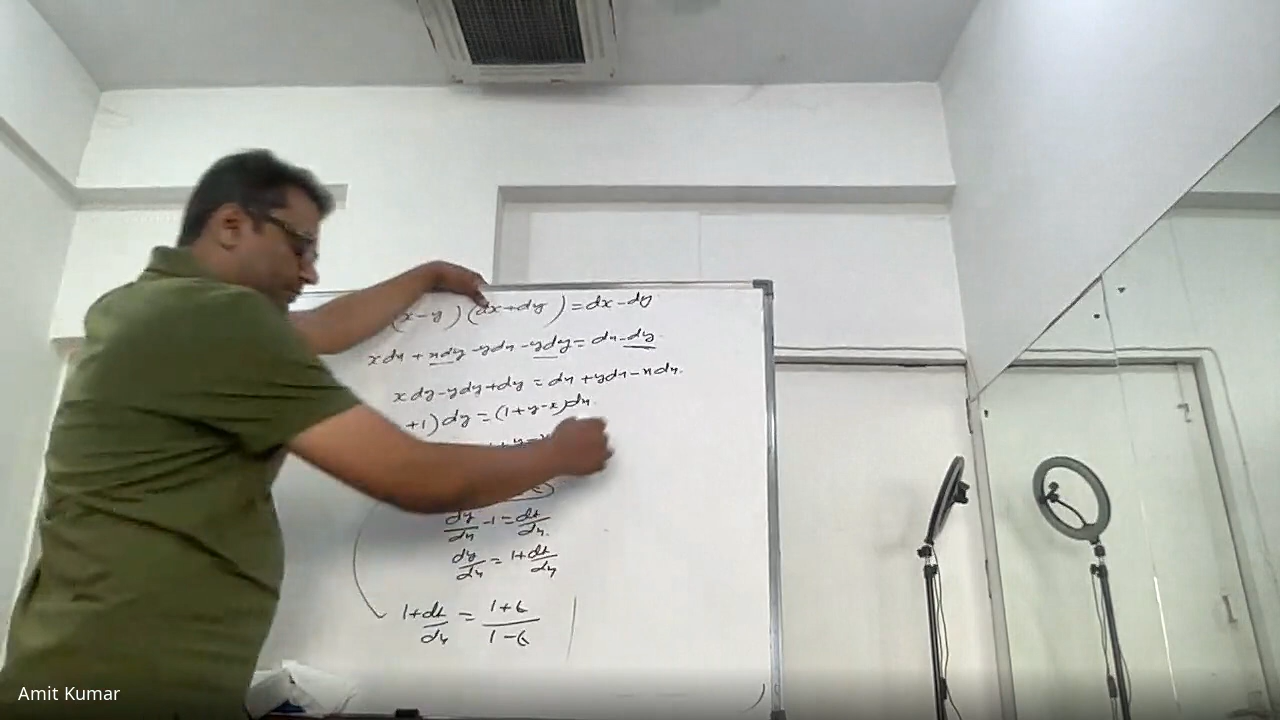 (x-y)(dx+dy)=dx-dy
xdx+xdy-ydx-ydy=dx-dy
xdy-ydy+dy=dx+ydx-xdx
+1)dy=(1+y-x)dx
1+y-x
dy/dx-1=dt/dx
dy/dx=1+dt/dx
1+dt/dx=1+t/1-t
Amit Kumar